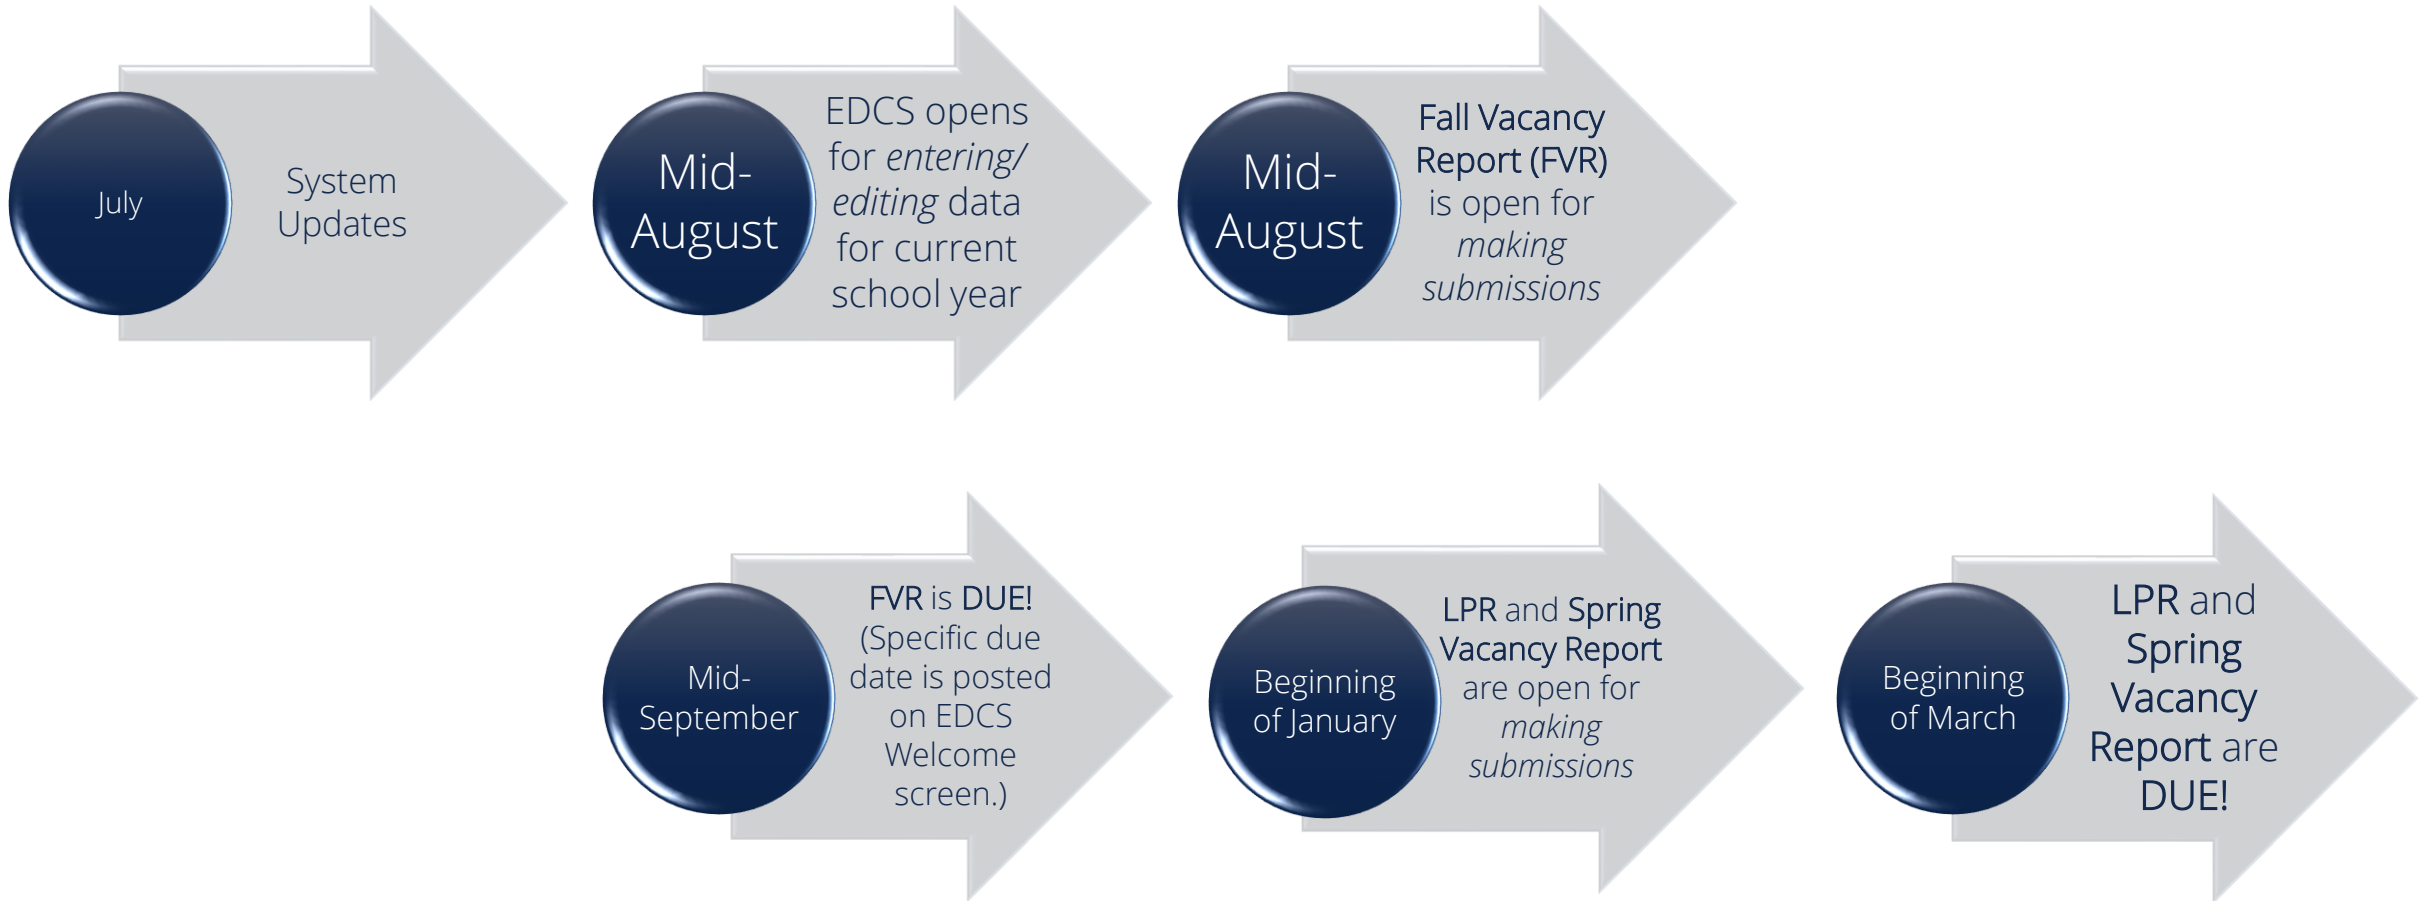 July
System
Updates
Mid-
August
EDCS opens
for entering/
editing data
for current
school year
Mid-
August
Fall Vacancy
Report (FVR)
is open for
making
submissions
Mid-
September
FVR is DUE!
(Specific due
date is posted
on EDCS
Welcome
screen.)
Beginning
of January
LPR and Spring
Vacancy Report
are open for
making
submissions
Beginning
of March
LPR and
Spring
Vacancy
Report are
DUE!